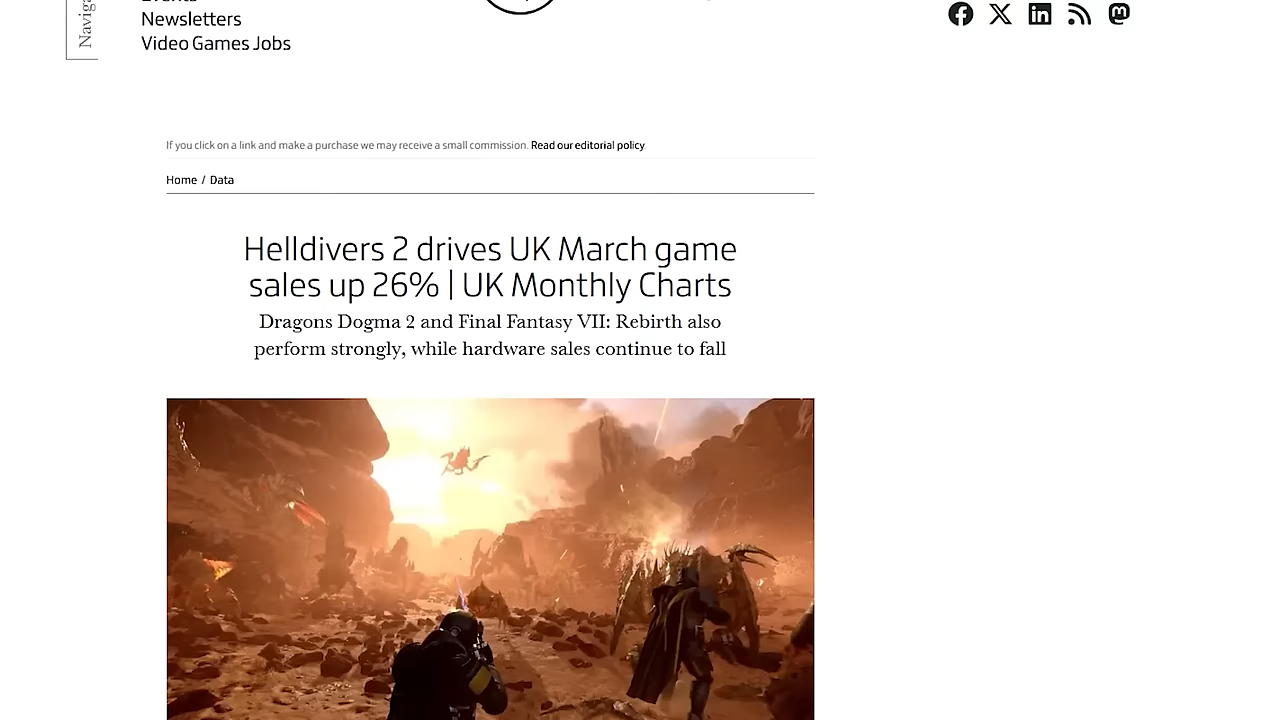 Naviga
Events
Newsletters
Video Games Jobs
If you click on a link and make a purchase we may receive a small commission. Read our editorial policy.
Home / Data
Helldivers 2 drives UK March game
sales up 26% | UK Monthly Charts
Dragons Dogma 2 and Final Fantasy VII: Rebirth also
perform strongly, while hardware sales continue to fall